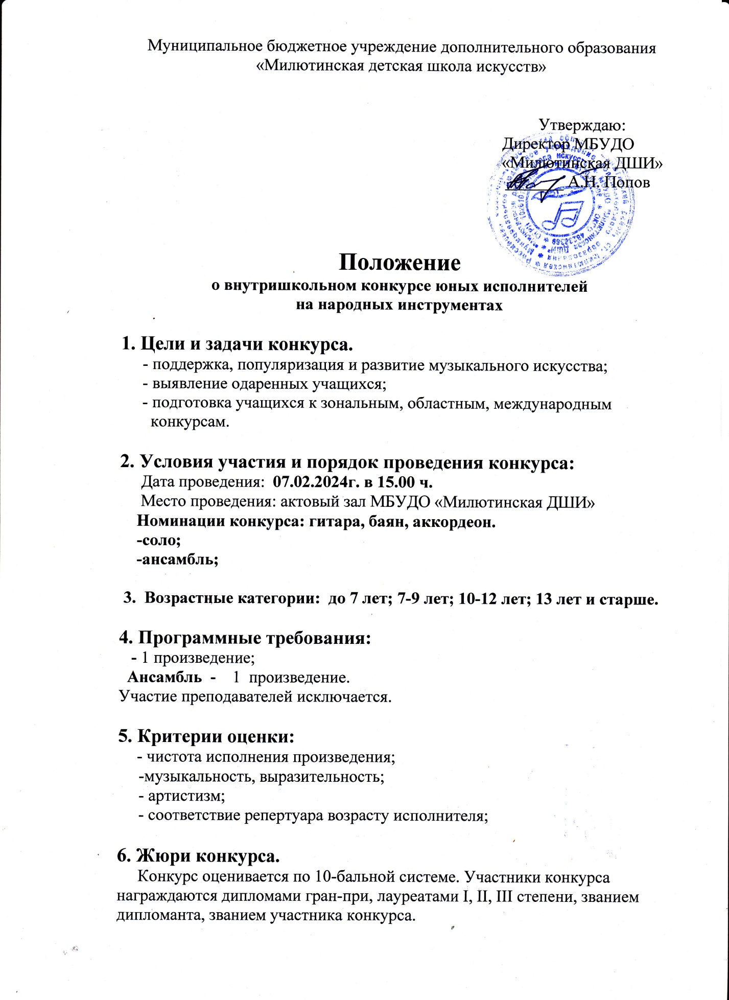 Муниципальное бюджетное учреждение дополнительного образования
«Милютинская детская школа искусств»
Утверждаю:
Директор МБУДО
«Милютинская ДШИ»
А.Н. Попов
Положение
о внутришкольном конкурсе юных исполнителей
на народных инструментах
1. Цели и задачи конкурса.
- поддержка, популяризация и развитие музыкального искусства;
- выявление одаренных учащихся;
- подготовка учащихся к зональным, областным, международным
конкурсам.
2. Условия участия и порядок проведения конкурса:
Дата проведения: 07.02.2024г. в 15.00 ч.
Место проведения: актовый зал МБУДО «Милютинская ДШИ»
Номинации конкурса: гитара, баян, аккордеон.
-соло;
-ансамбль;
3. Возрастные категории: до 7 лет; 7-9 лет; 10-12 лет; 13 лет и старше.
4. Программные требования:
- 1 произведение;
Ансамбль - 1 произведение.
Участие преподавателей исключается.
5. Критерии оценки:
- чистота исполнения произведения;
-музыкальность, выразительность;
- артистизм;
- соответствие репертуара возрасту исполнителя;
6. Жюри конкурса.
Конкурс оценивается по 10-бальной системе. Участники конкурса
награждаются дипломами гран-при, лауреатами I, II, III степени, званием
дипломанта, званием участника конкурса.